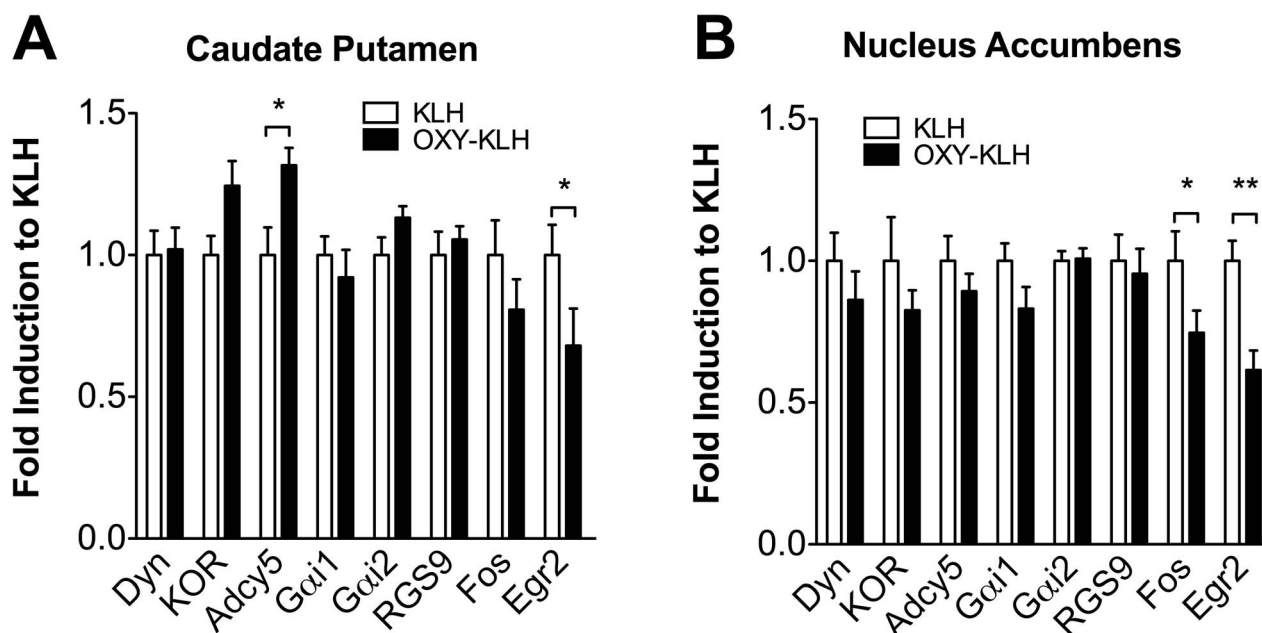 A
Caudate Putamen
Fold Induction to KLH
1.5
1.0
0.5
0.0
KLH
OXY-KLH
*
*
Dyn
KOR
Adcy5
Gαi1
Gαi2
RGS9
Fos
Egr2
B
Nucleus Accumbens
Fold Induction to KLH
1.5
1.0
0.5
0.0
KLH
OXY-KLH
*
**
Dyn
KOR
Adcy5
Gαi1
Gαi2
RGS9
Fos
Egr2